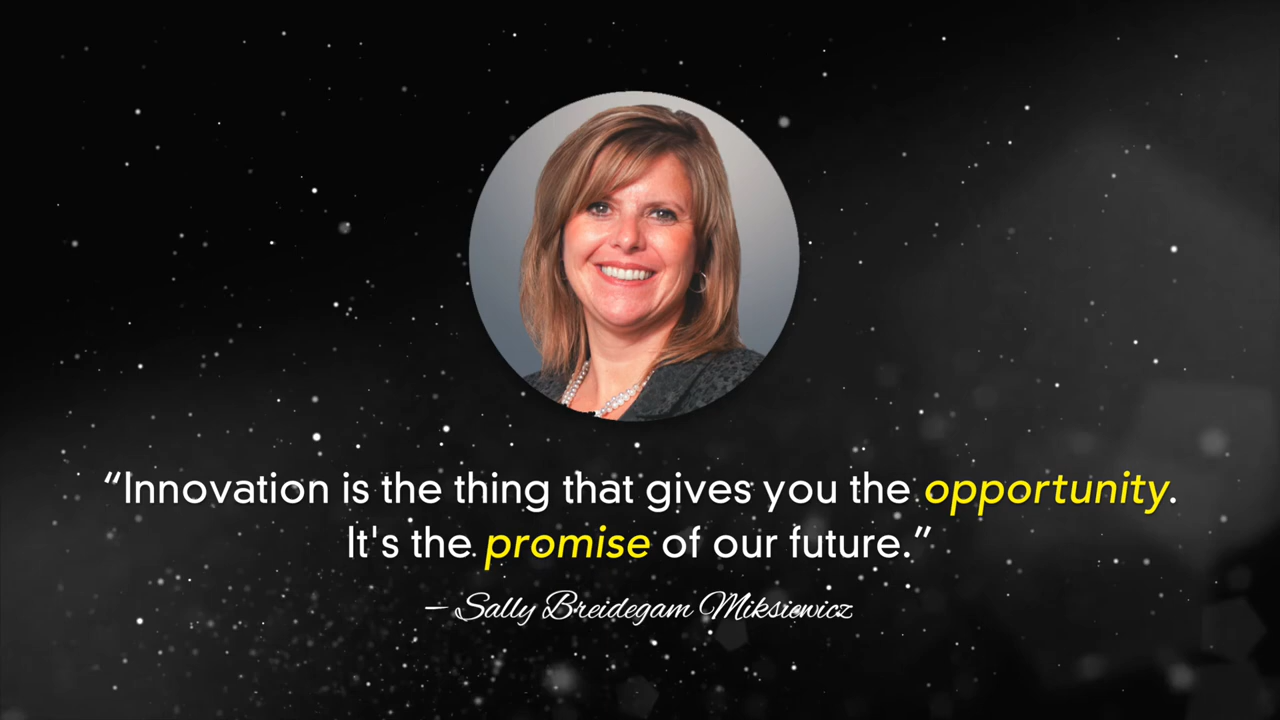 “Innovation is the thing that gives you the opportunity.
It's the promise of our future.”
– Sally Breidegam Miksiewicz